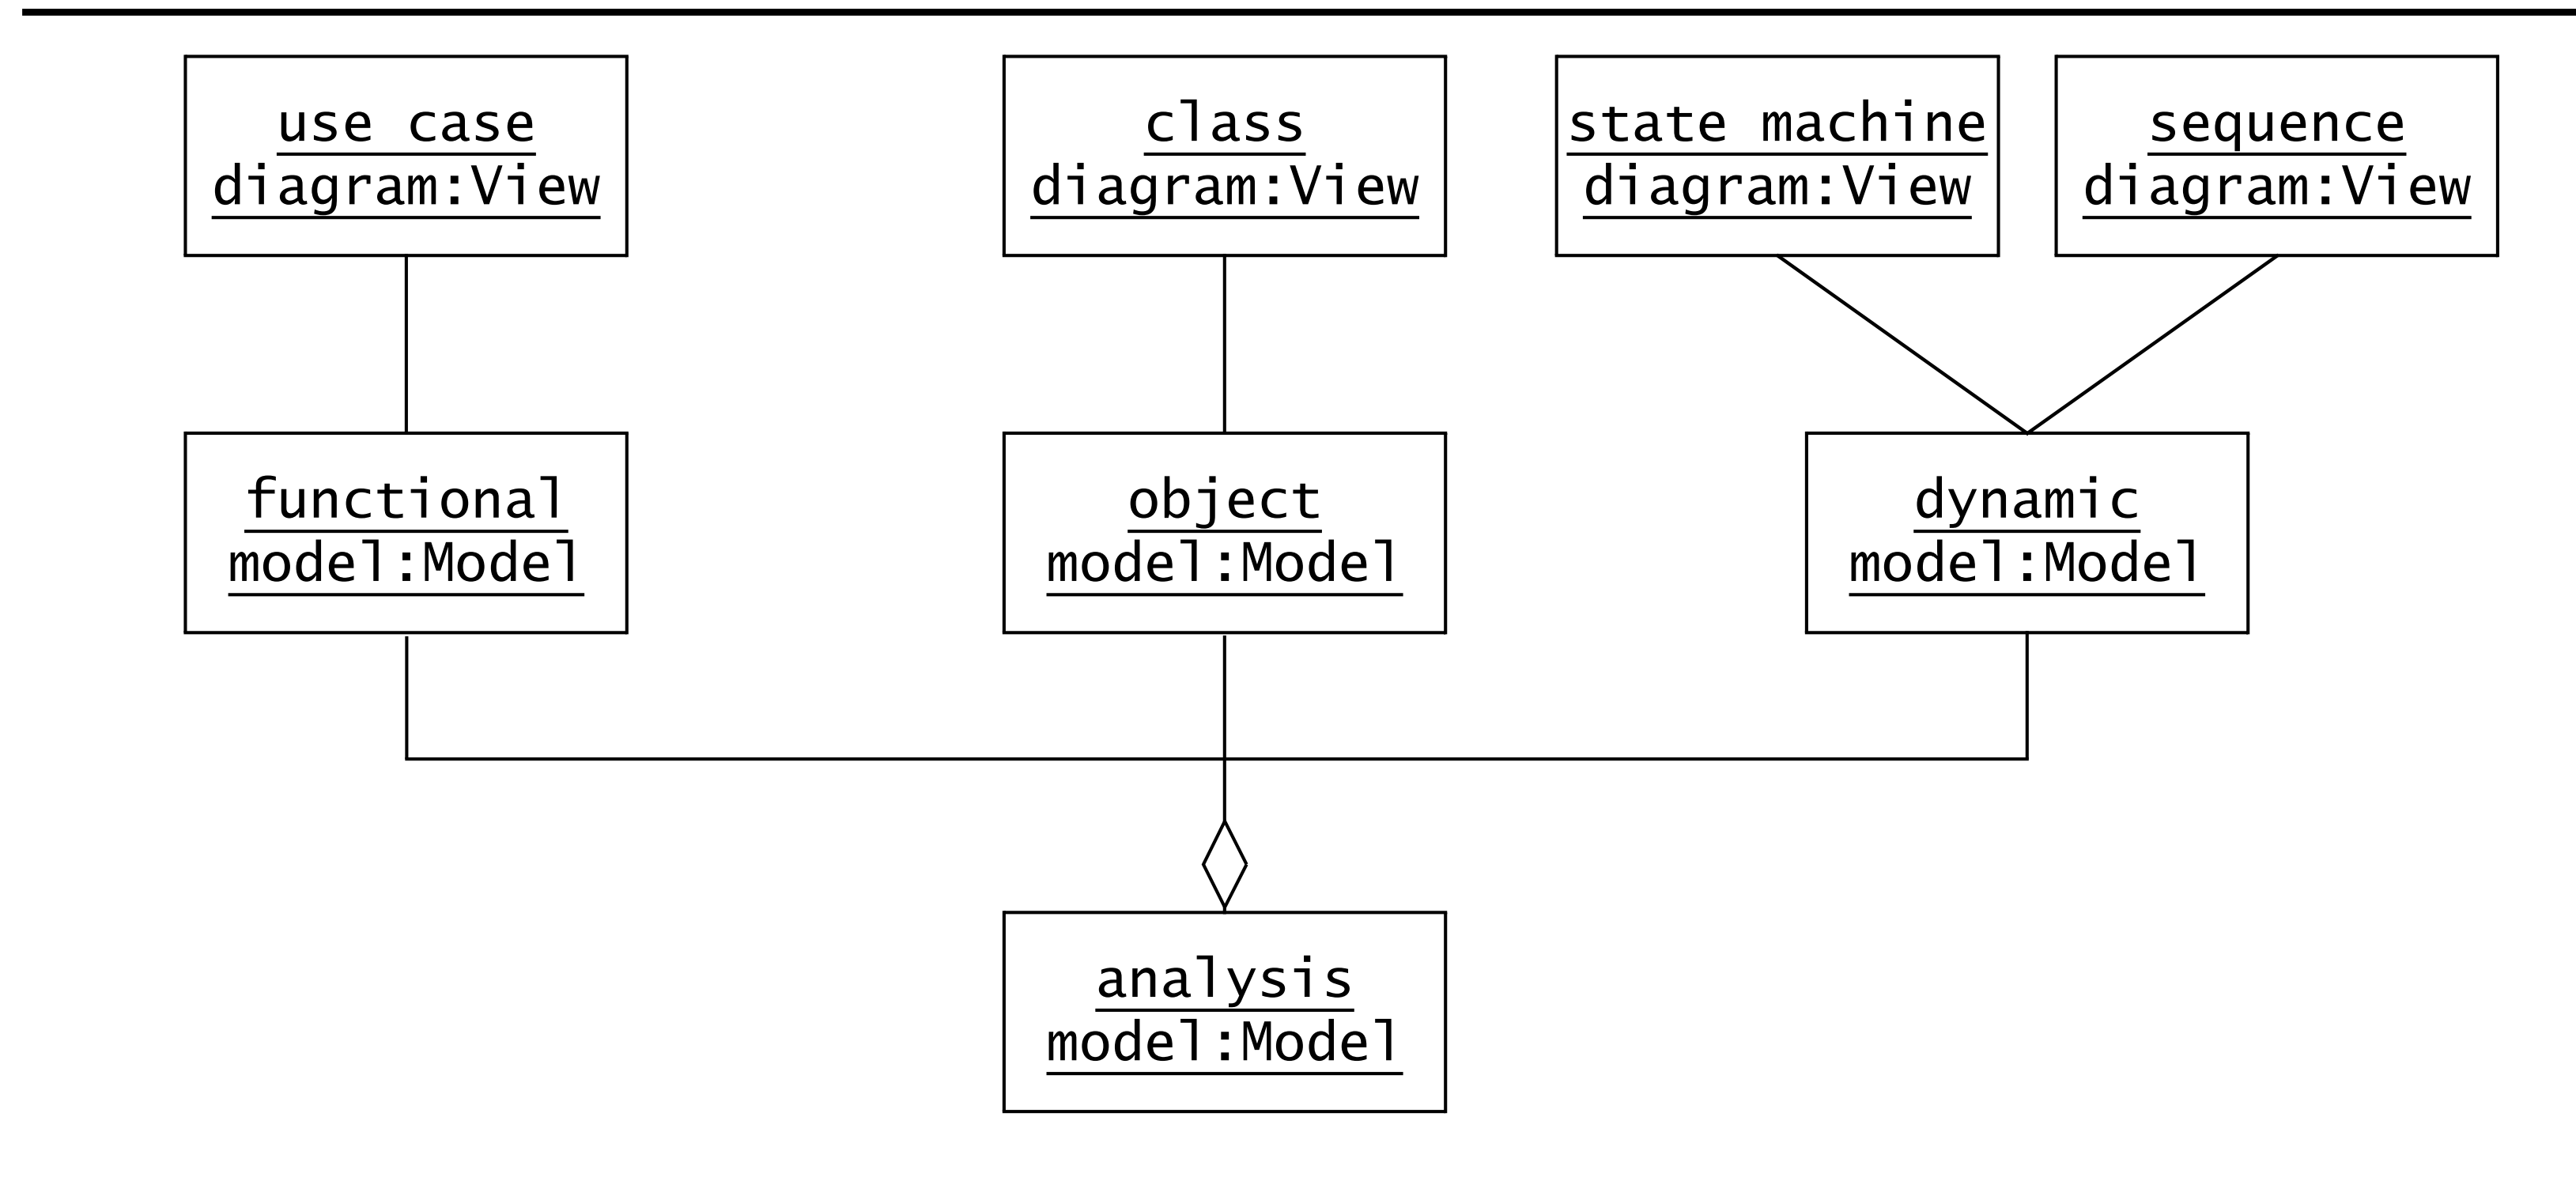 use case
diagram:View
class
diagram:View
state machine
diagram:View
sequence
diagram:View
functional
model:Model
object
model:Model
dynamic
model:Model
analysis
model:Model